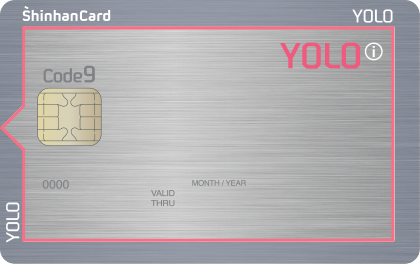 ShinhanCard
YOLO
YOLO i
Code9
0000
MONTH / YEAR
VALID
THRU
YOLO